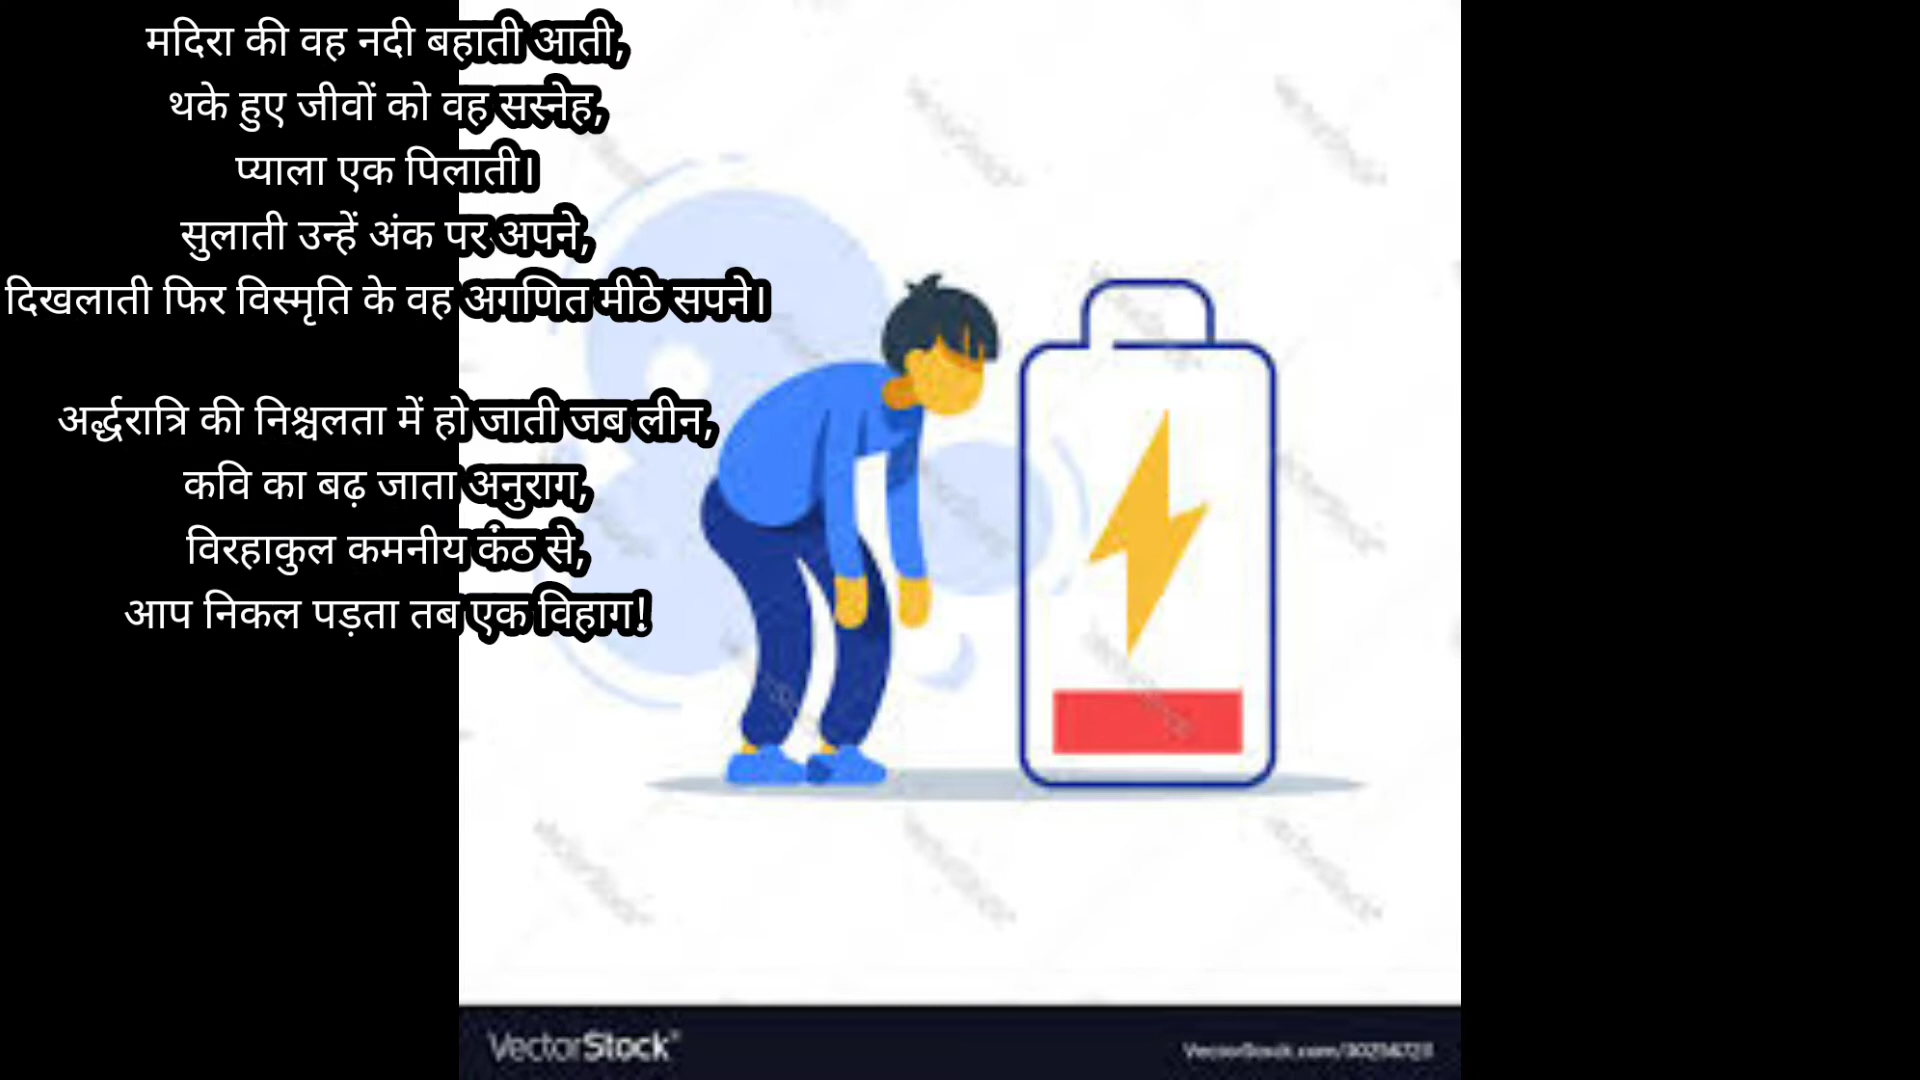 मदिरा की वह नदी बहाती आती,
थके हुए जीवों को वह सस्नेह,
प्याला एक पिलाती।
सुलाती उन्हें अंक पर अपने,
दिखलाती फिर विस्मृति के वह अगणित मीठे सपने।
अर्द्धरात्रि की निश्चलता में हो जाती जब लीन,
कवि का बढ़ जाता अनुराग,
विरहाकुल कमनीय कंठ से,
आप निकल पड़ता तब एक विहाग!
VectorStock